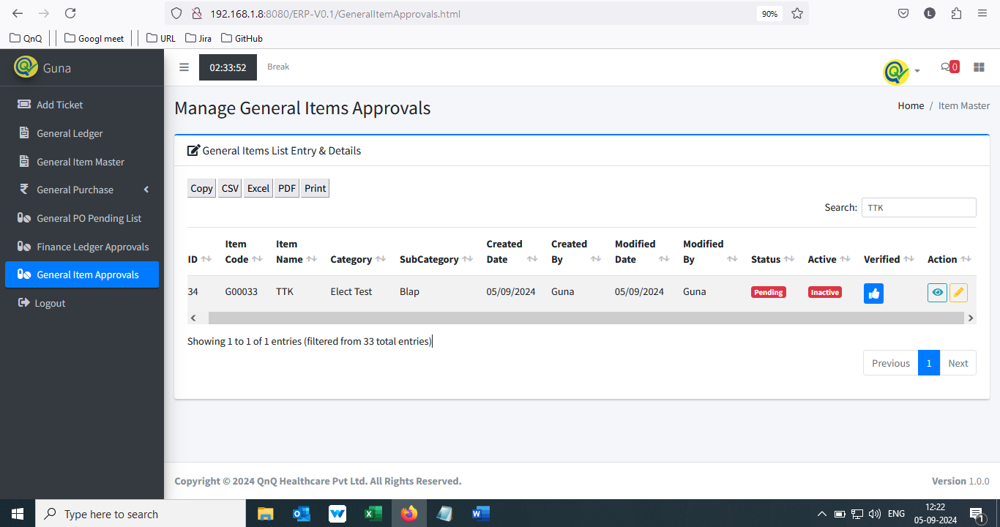 192.168.1.8:8080/ERP-V0.1/GeneralItemApprovals.html
90%
L
QnQ
Googl meet
URL
Jira
GitHub
Guna
02:33:52
Break
0
Add Ticket
General Ledger
General Item Master
General Purchase
General PO Pending List
Finance Ledger Approvals
General Item Approvals
Logout
Manage General Items Approvals
Home / Item Master
General Items List Entry & Details
Copy CSV Excel PDF Print
Search: TTK
ID Item Code Item Name Category SubCategory Created Date Created By Modified Date Modified By Status Active Verified Action
34 G00033 TTK Elect Test Blap 05/09/2024 Guna 05/09/2024 Guna Pending Inactive
Showing 1 to 1 of 1 entries (filtered from 33 total entries)
Previous 1 Next
Copyright © 2024 QnQ Healthcare Pvt Ltd. All Rights Reserved.
Version 1.0.0
Type here to search
ENG
12:22
05-09-2024
1